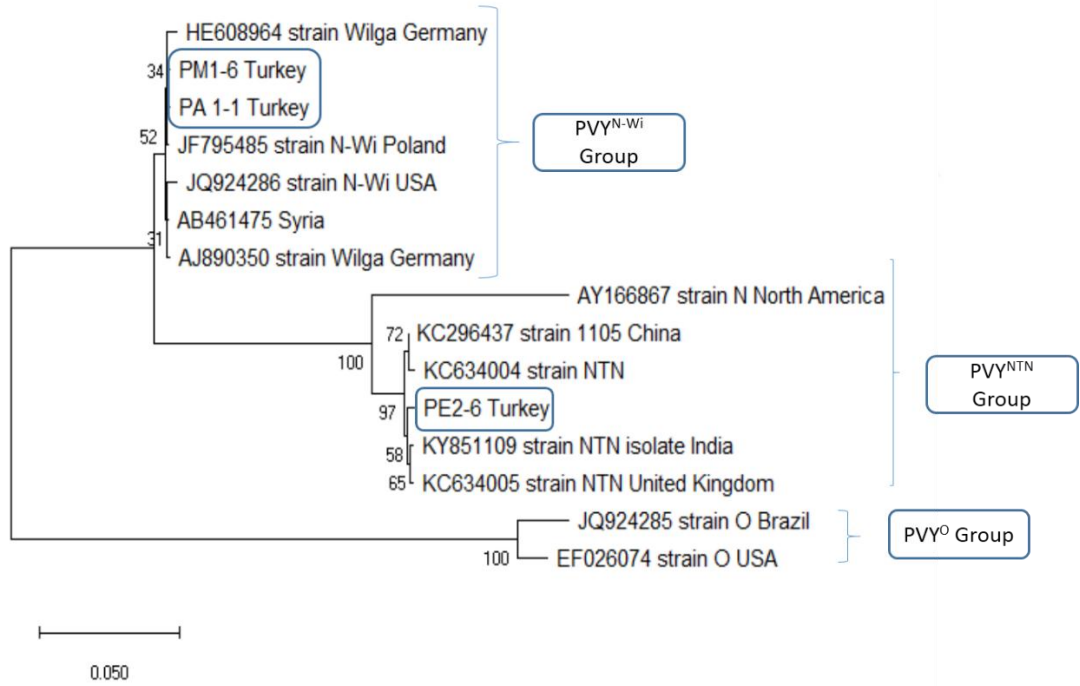 HE608964 strain Wilga Germany
34
PM1-6 Turkey
PA 1-1 Turkey
52
JF795485 strain N-Wi Poland
PVYN-Wi
Group
JQ924286 strain N-Wi USA
AB461475 Syria
31
AJ890350 strain Wilga Germany
AY166867 strain N North America
72
KC296437 strain 1105 China
100
KC634004 strain NTN
PVYNTN
Group
97
PE2-6 Turkey
58
KY851109 strain NTN isolate India
65
KC634005 strain NTN United Kingdom
JQ924285 strain O Brazil
PVYO Group
100
EF026074 strain O USA
0.050